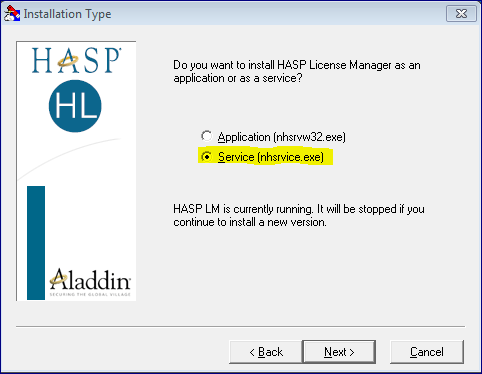 Installation Type
HASP
HL
Aladdin
SECURING THE GLOBAL VILLAGE
Do you want to install HASP License Manager as an
application or as a service?
Application (nhsrvw32.exe)
Service (nhsrvice.exe)
HASP LM is currently running. It will be stopped if you
continue to install a new version.
< Back
Next >
Cancel